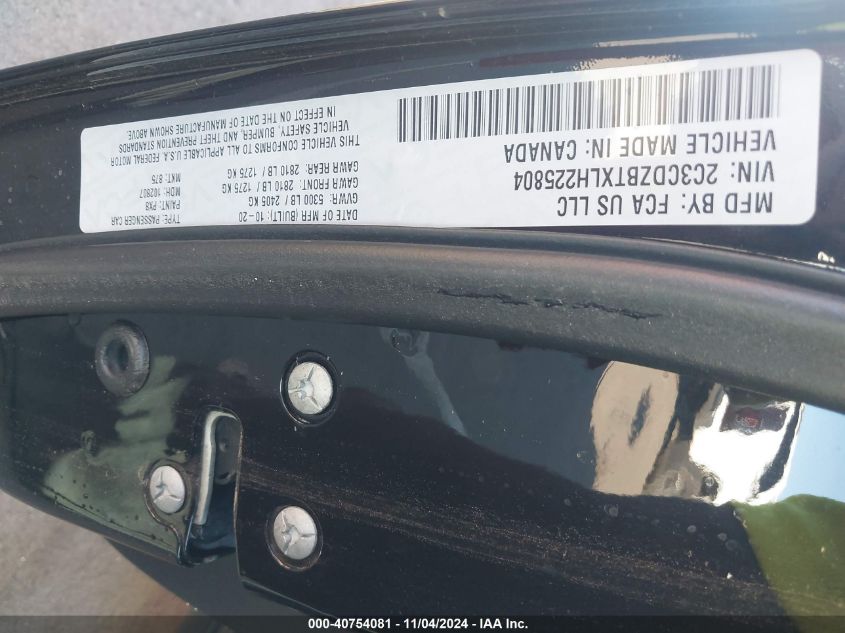 MFD BY: FCA US LLC
VIN: 2C3CDZBTXLH225804
VEHICLE MADE IN: CANADA
DATE OF MFR (BUILT): 10-20
GVWR: 5300 LB / 2405 KG
GAWR FRONT: 2810 LB / 1275 KG
GAWR REAR: 2810 LB / 1275 KG
TYPE: PASSENGER CAR
PAINT: PX8
MDH: 102907
MKT: 875
THIS VEHICLE CONFORMS TO ALL APPLICABLE U.S.A. FEDERAL MOTOR
VEHICLE SAFETY, BUMPER, AND THEFT PREVENTION STANDARDS
IN EFFECT ON THE DATE OF MANUFACTURE SHOWN ABOVE
000-40754081 - 11/04/2024 - IAA Inc.